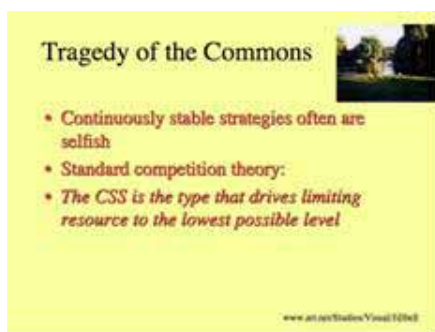 Tragedy of the Commons
• Continuously stable strategies often are
selfish
• Standard competition theory:
• The CSS is the type that drives limiting
resource to the lowest possible level